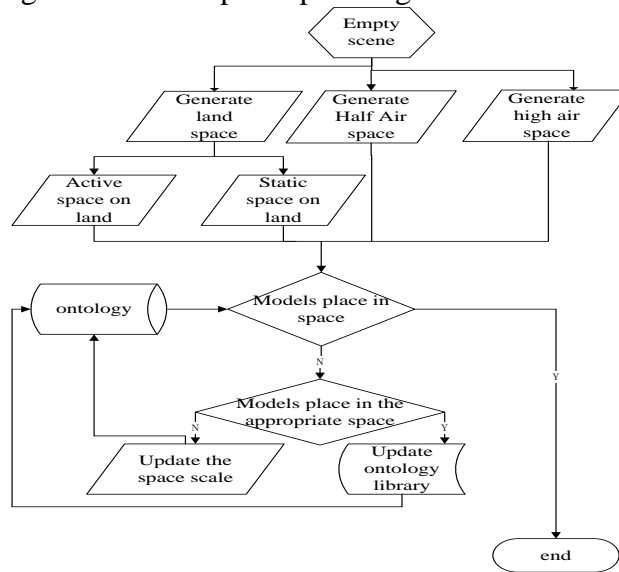 Empty
scene
Generate
land
space
Generate
Half Air
space
Generate
high air
space
Active
space on
land
Static
space on
land
ontology
Models place in
space
N
Y
Models place in the
appropriate space
N
Y
Update the
space scale
Update
ontology
library
end